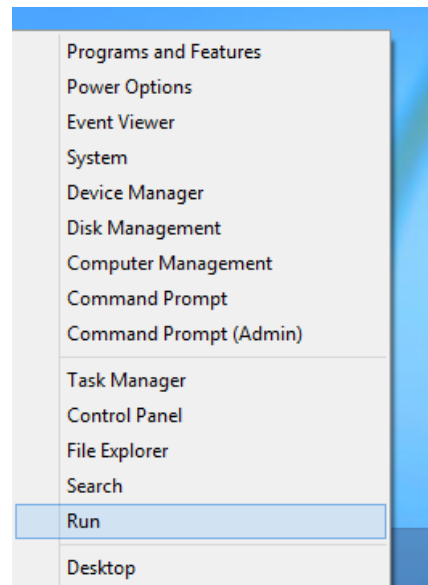 Programs and Features
Power Options
Event Viewer
System
Device Manager
Disk Management
Computer Management
Command Prompt
Command Prompt (Admin)
Task Manager
Control Panel
File Explorer
Search
Run
Desktop